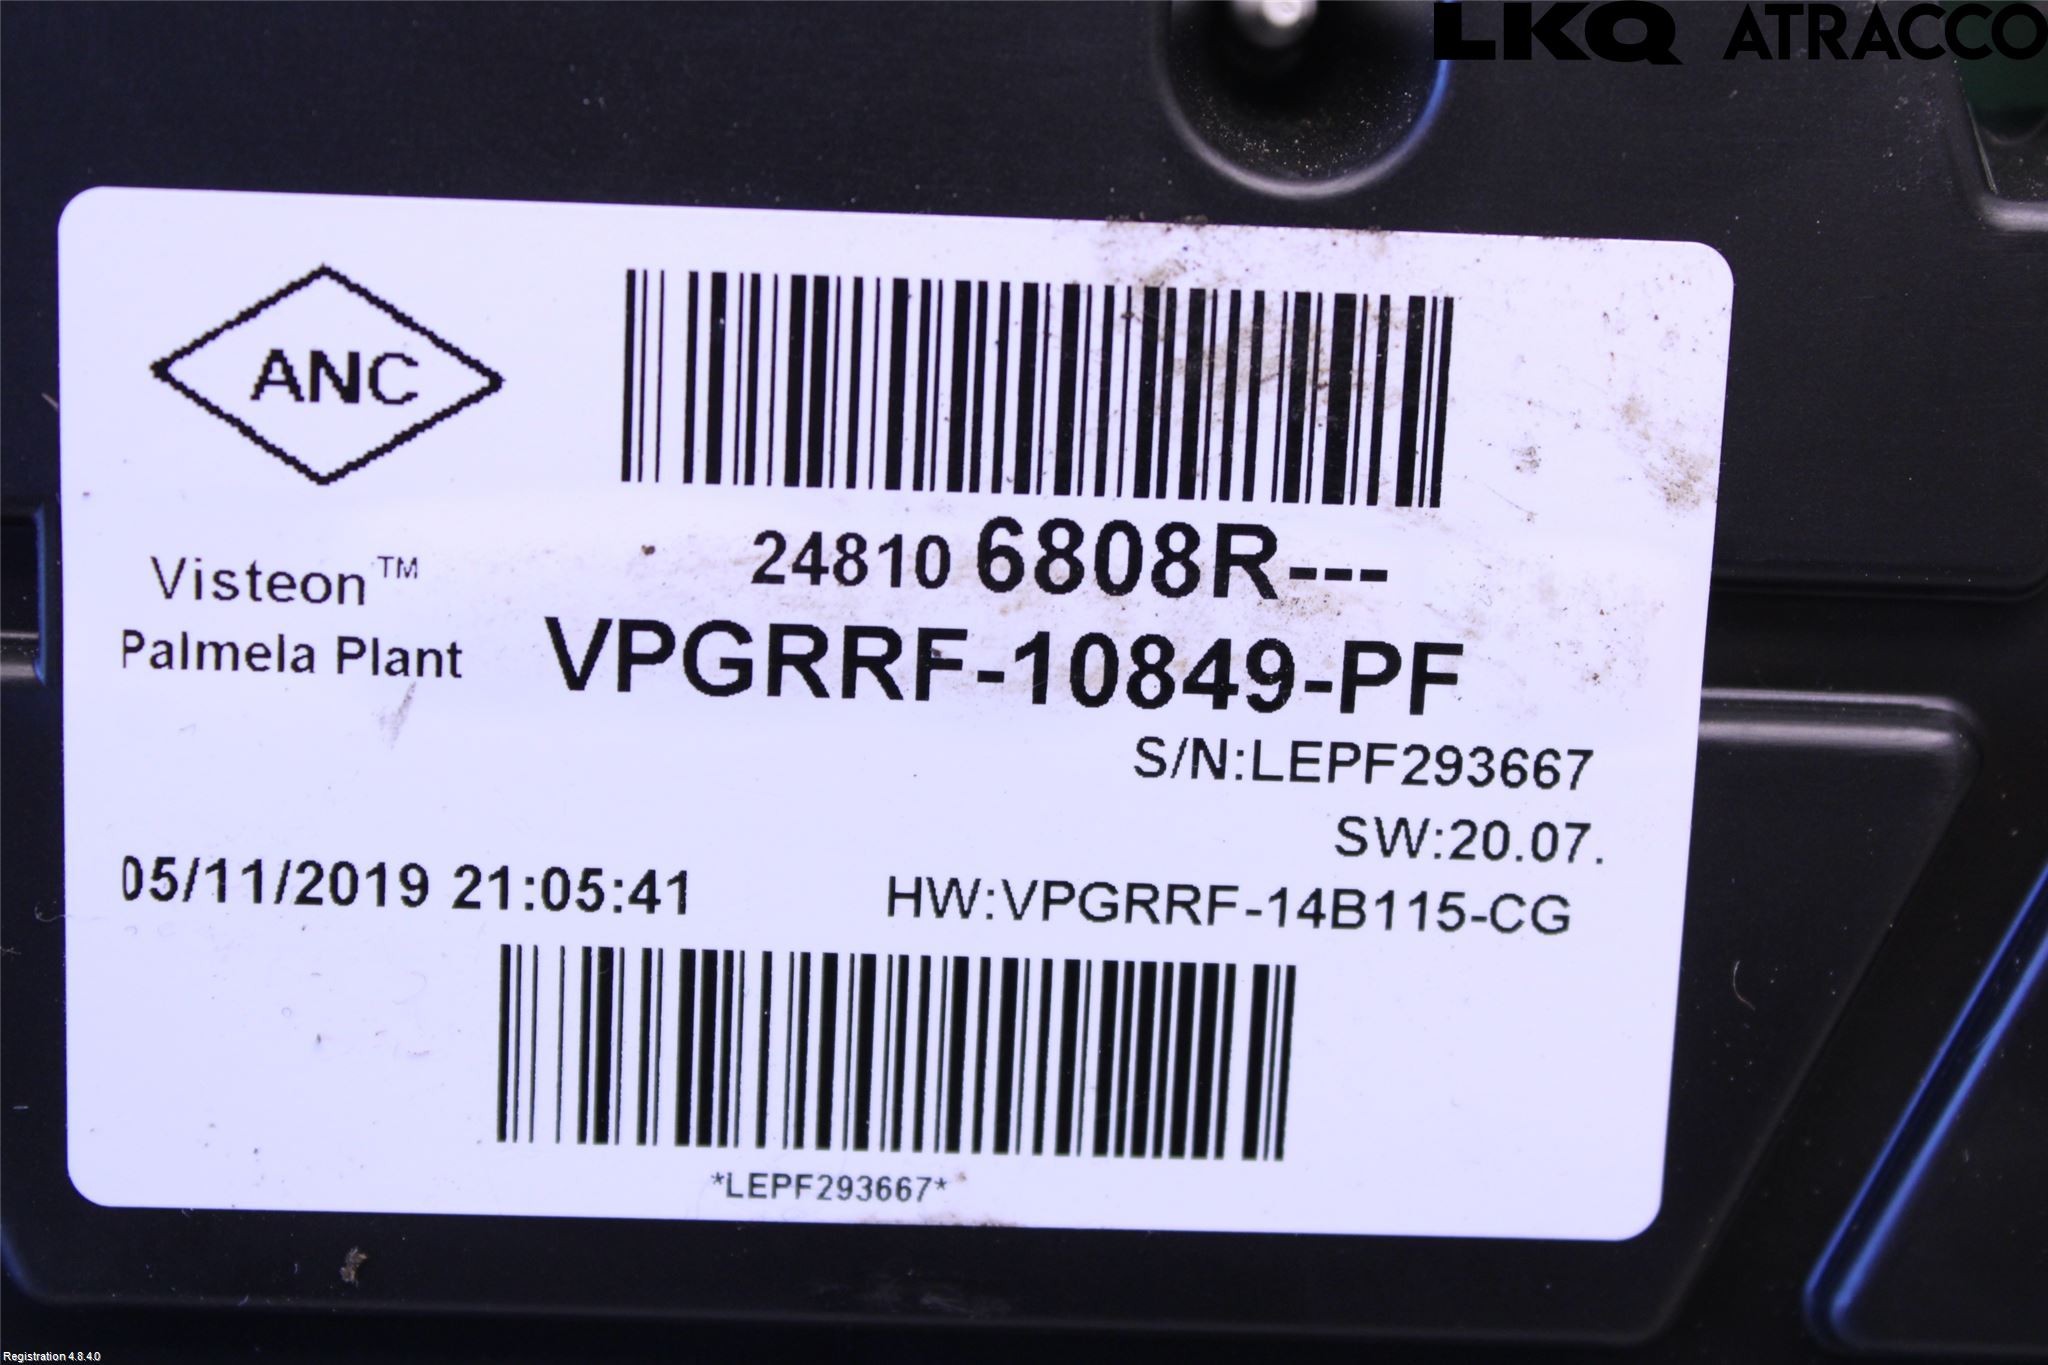 LKQ ATRACCO
ANC
24810 6808R---
Visteon™
Palmela Plant
VPGRRF-10849-PF
S/N:LEPF293667
SW:20.07.
05/11/2019 21:05:41
HW:VPGRRF-14B115-CG
*LEPF293667*
Registration 4.8.4.0